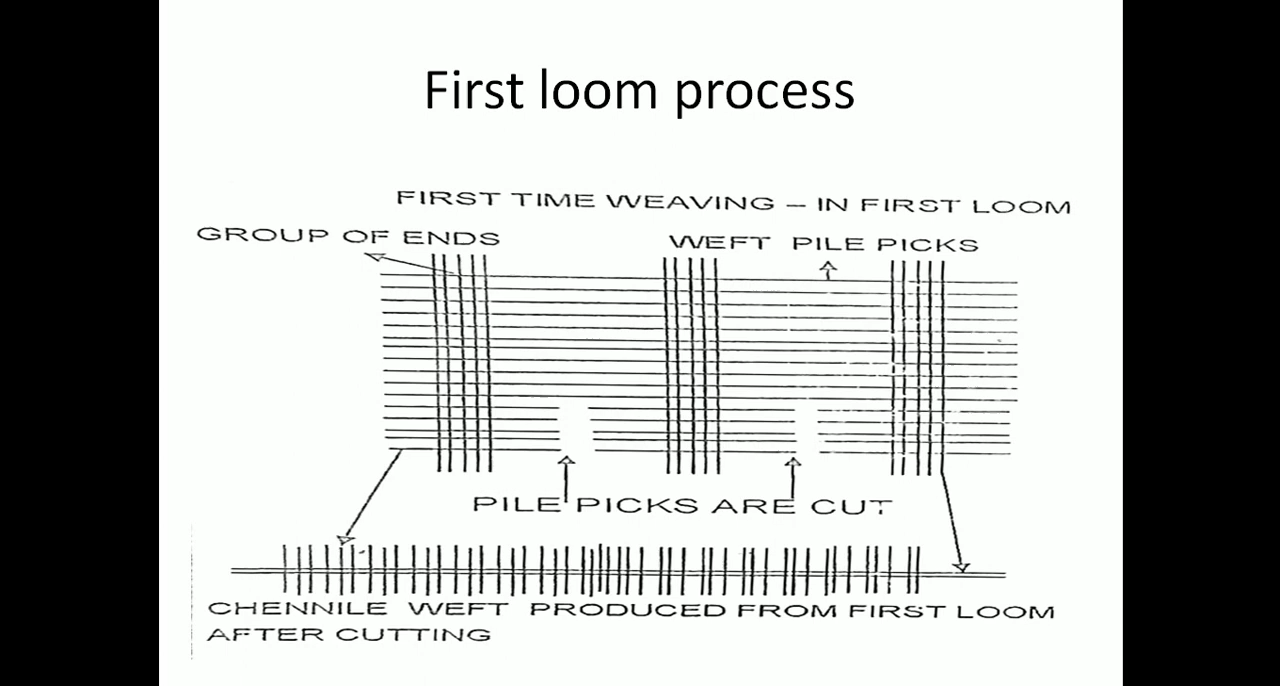 First loom process
FIRST TIME WEAVING – IN FIRST LOOM
GROUP OF ENDS
WEFT PILE PICKS
PILE PICKS ARE CUT
CHENNILE WEFT PRODUCED FROM FIRST LOOM
AFTER CUTTING